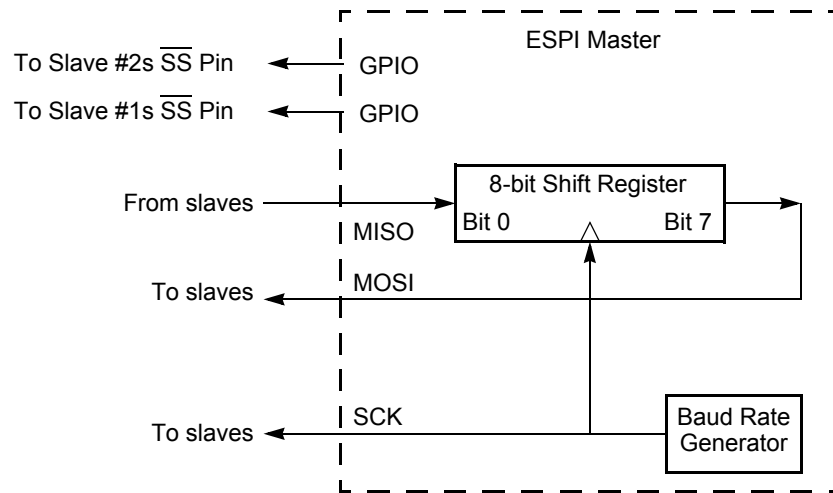 ESPI Master
To Slave #2s SS Pin
GPIO
To Slave #1s SS Pin
GPIO
8-bit Shift Register
From slaves
Bit 0
Bit 7
MISO
MOSI
To slaves
SCK
To slaves
Baud Rate
Generator